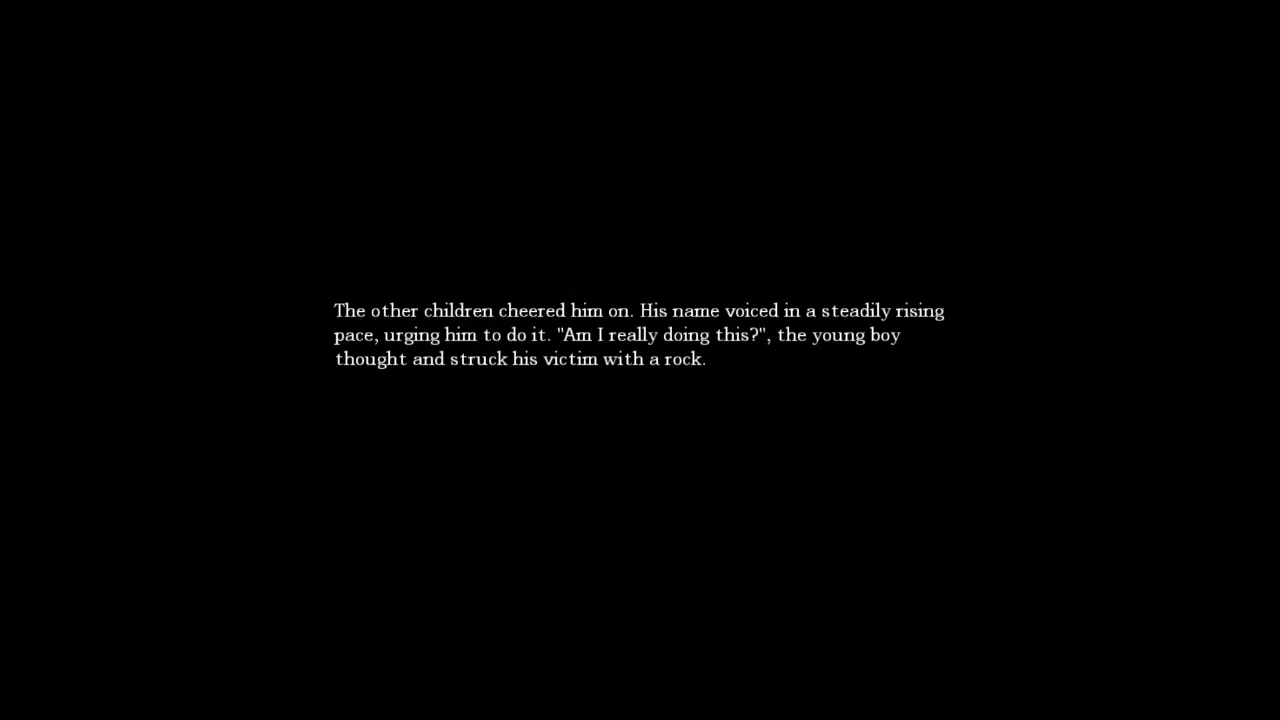 The other children cheered him on. His name voiced in a steadily rising
pace, urging him to do it. "Am I really doing this?", the young boy
thought and struck his victim with a rock.